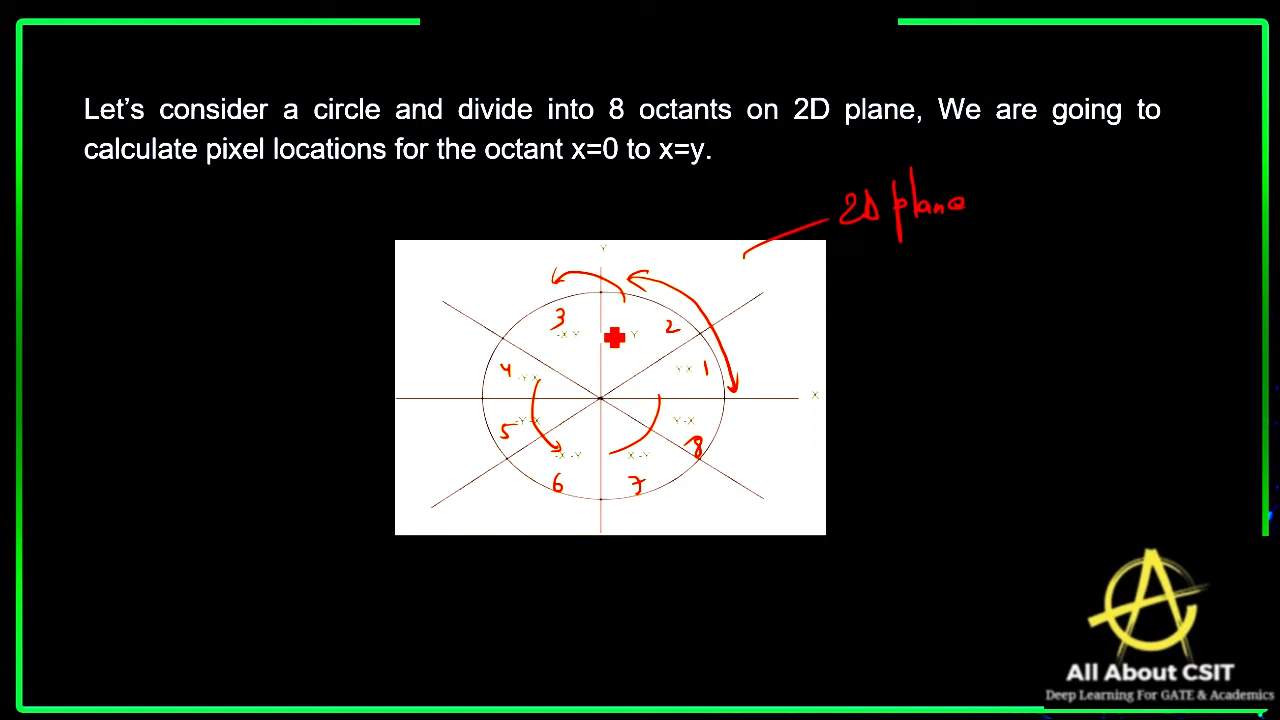 Let's consider a circle and divide into 8 octants on 2D plane, We are going to
calculate pixel locations for the octant x=0 to x=y.
2D plane
Y
3
2
-X Y
Y
4
-Y X
Y X
1
X
5
-Y -X
Y -X
8
-X -Y
X -Y
6
7
All About CSIT
Deep Learning For GATE & Academics